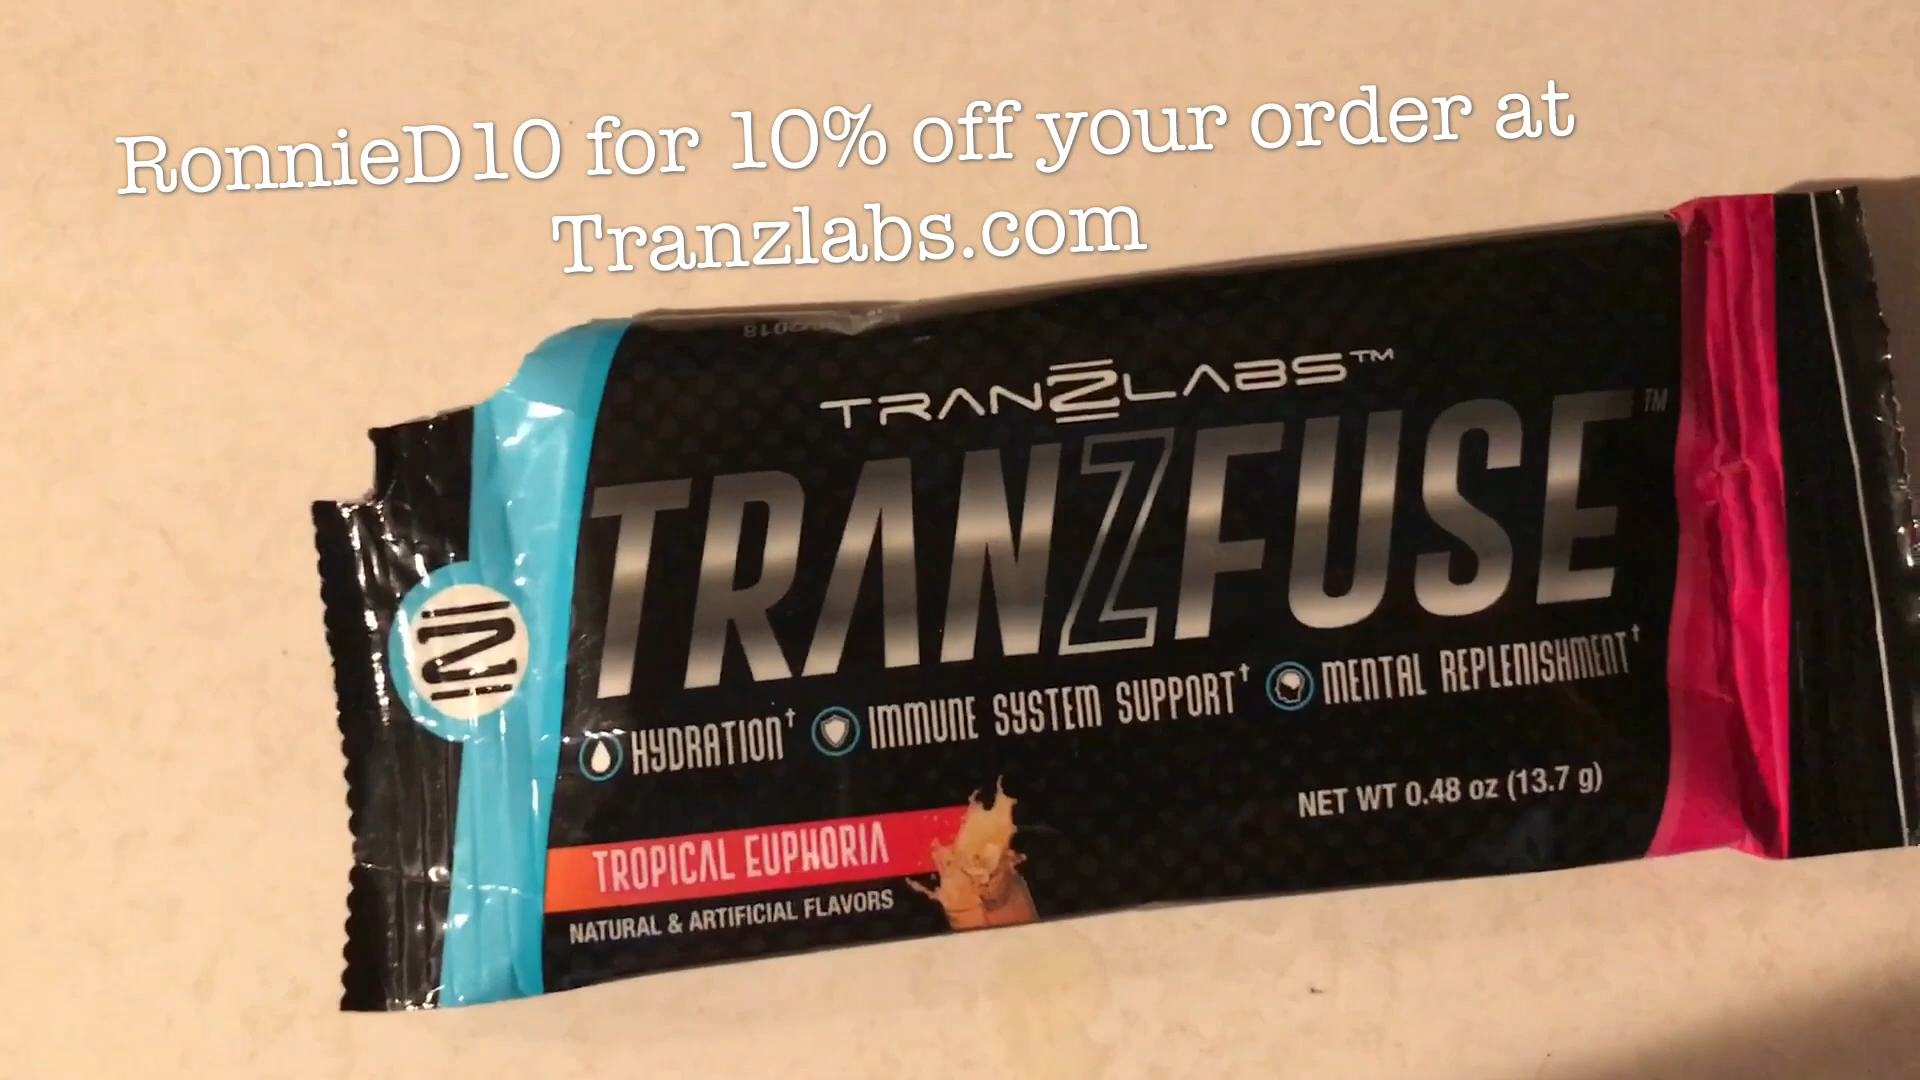 RonnieD10 for 10% off your order at
Tranzlabs.com
TRANZLABS™
TRANZFUSE™
HYDRATION† IMMUNE SYSTEM SUPPORT† MENTAL REPLENISHMENT†
NET WT 0.48 oz (13.7 g)
TROPICAL EUPHORIA
NATURAL & ARTIFICIAL FLAVORS